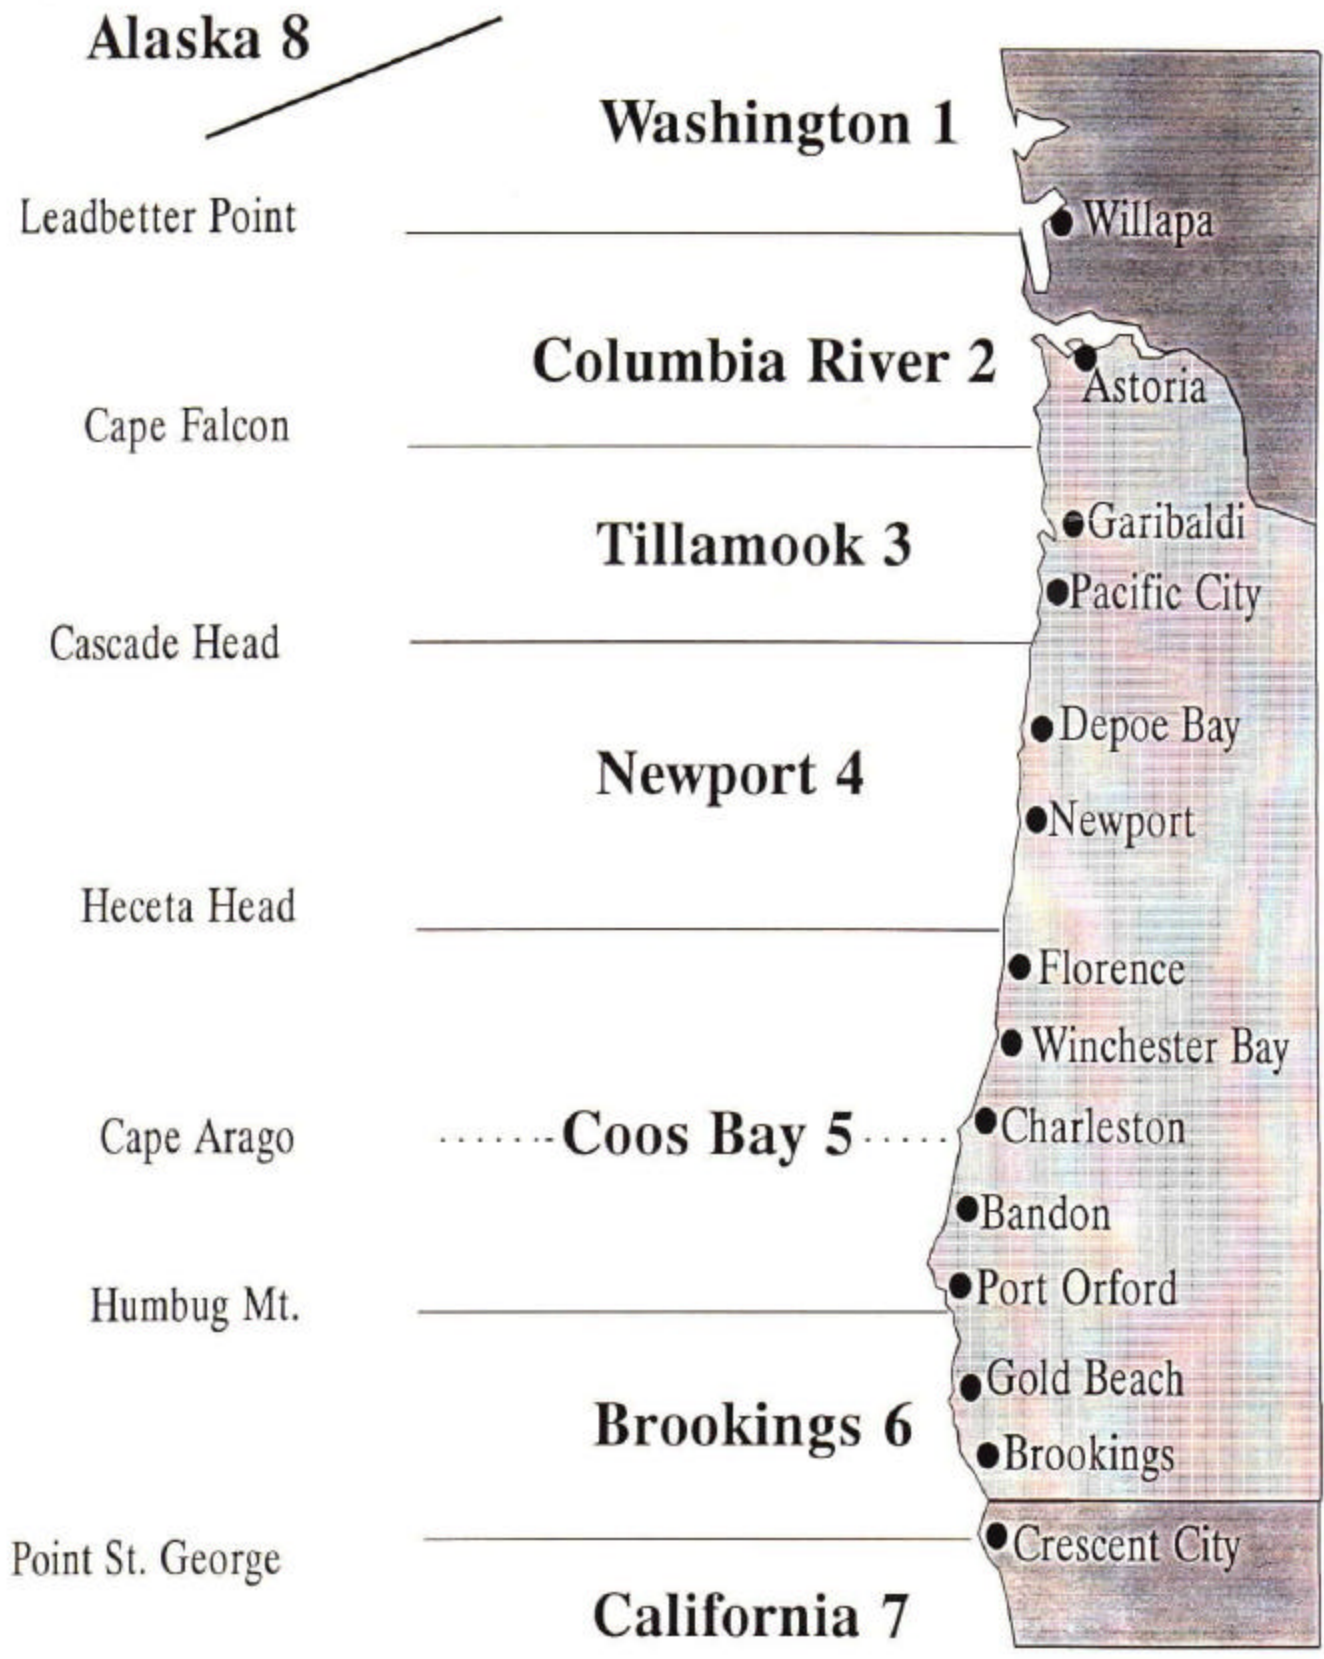 Alaska 8
Washington 1
Leadbetter Point
Willapa
Columbia River 2
Astoria
Cape Falcon
Garibaldi
Tillamook 3
Pacific City
Cascade Head
Depoe Bay
Newport 4
Newport
Heceta Head
Florence
Winchester Bay
Cape Arago
Coos Bay 5
Charleston
Bandon
Port Orford
Humbug Mt.
Gold Beach
Brookings 6
Brookings
Point St. George
Crescent City
California 7